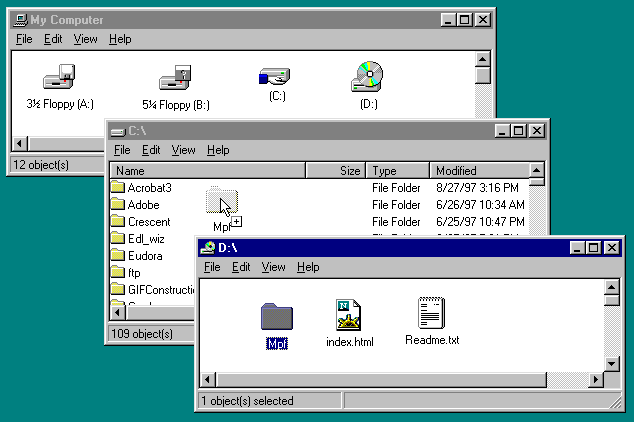 My Computer
File Edit View Help
3½ Floppy (A:) 5¼ Floppy (B:) (C:) (D:)
12 object(s)
C:\
File Edit View Help
Name Size Type Modified
Acrobat3 File Folder 8/27/97 3:16 PM
Adobe File Folder 6/26/97 10:34 AM
Crescent File Folder 6/25/97 10:47 PM
Mpf
Edl_wiz
Eudora
ftp
GIFConstructio
109 object(s)
D:\
File Edit View Help
Mpf index.html Readme.txt
1 object(s) selected